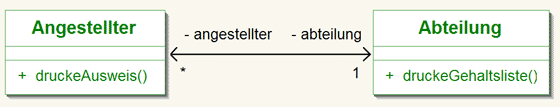 Angestellter
+ druckeAusweis()
- angestellter
- abteilung
*
1
Abteilung
+ druckeGehaltsliste()